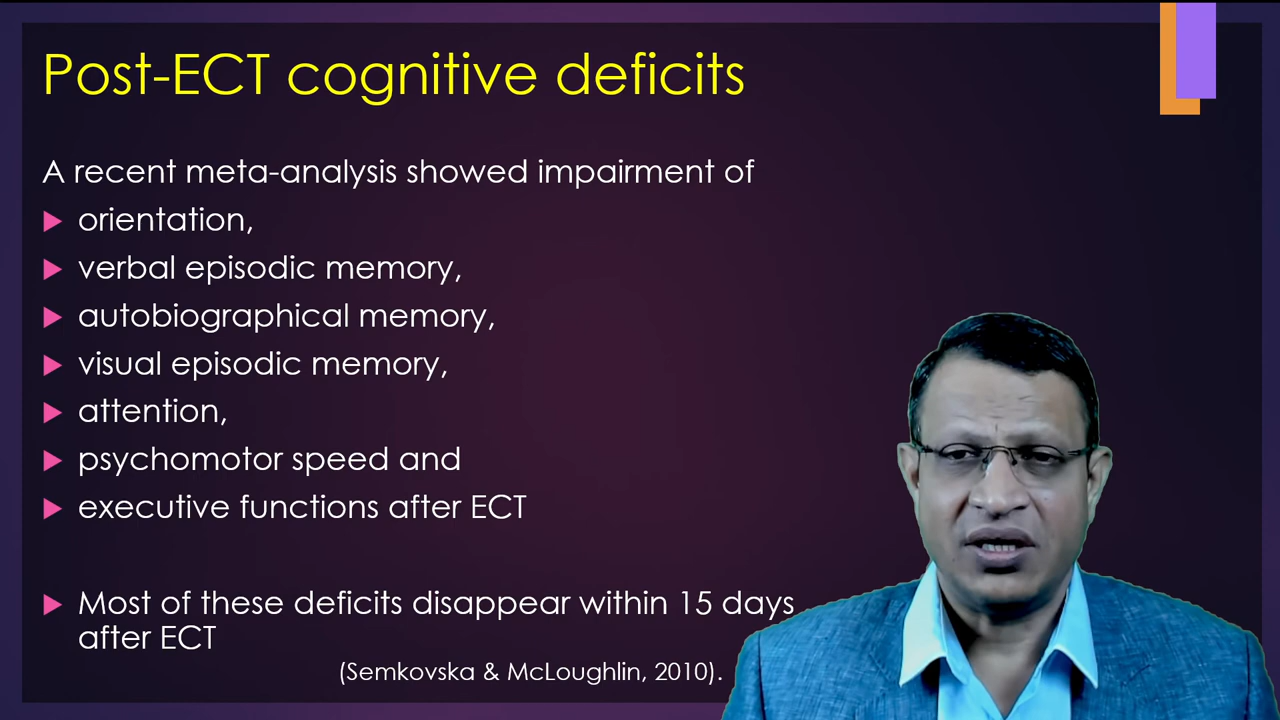 Post-ECT cognitive deficits
A recent meta-analysis showed impairment of
orientation,
verbal episodic memory,
autobiographical memory,
visual episodic memory,
attention,
psychomotor speed and
executive functions after ECT
Most of these deficits disappear within 15 days
after ECT
(Semkovska & McLoughlin, 2010).